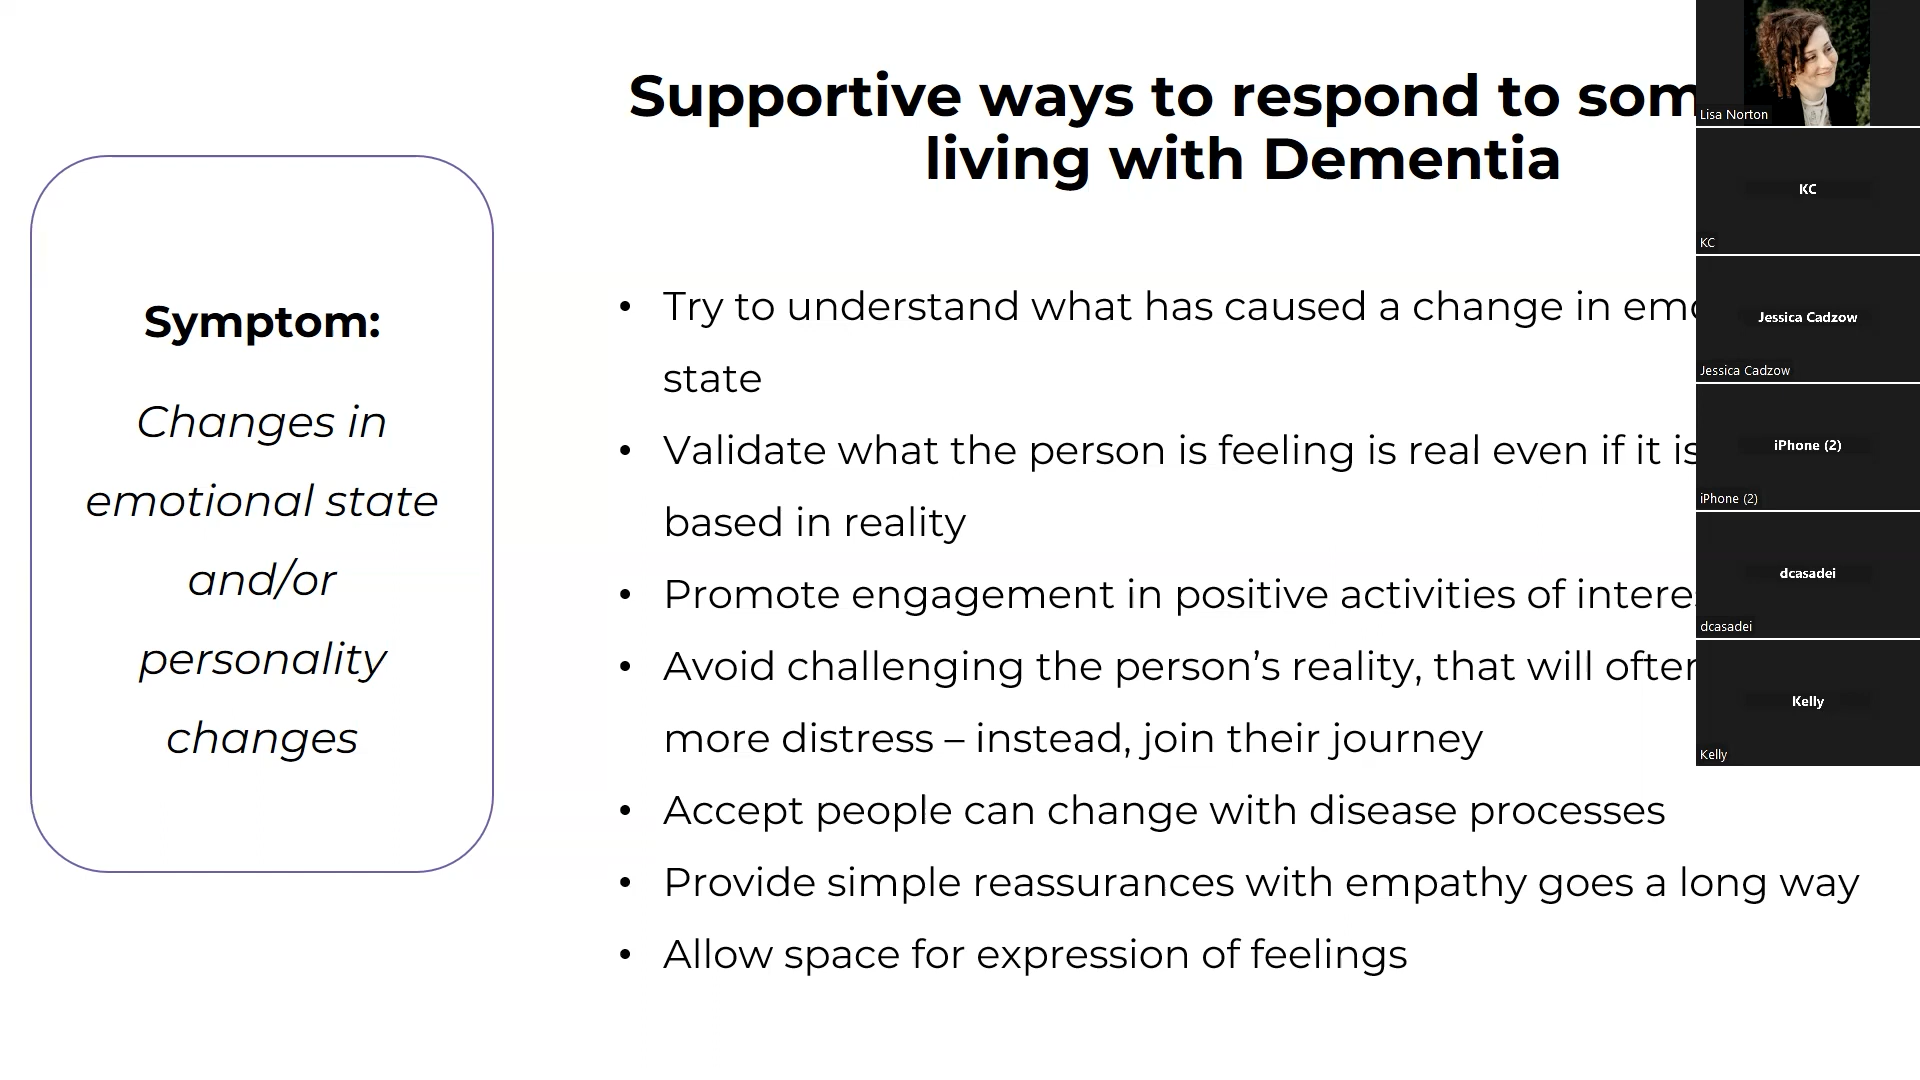 Supportive ways to respond to som
living with Dementia
Symptom:
Changes in
emotional state
and/or
personality
changes
• Try to understand what has caused a change in emo
state
• Validate what the person is feeling is real even if it is
based in reality
• Promote engagement in positive activities of intere
• Avoid challenging the person’s reality, that will often
more distress – instead, join their journey
• Accept people can change with disease processes
• Provide simple reassurances with empathy goes a long way
• Allow space for expression of feelings
Lisa Norton
KC
KC
Jessica Cadzow
Jessica Cadzow
iPhone (2)
iPhone (2)
dcasadei
dcasadei
Kelly
Kelly